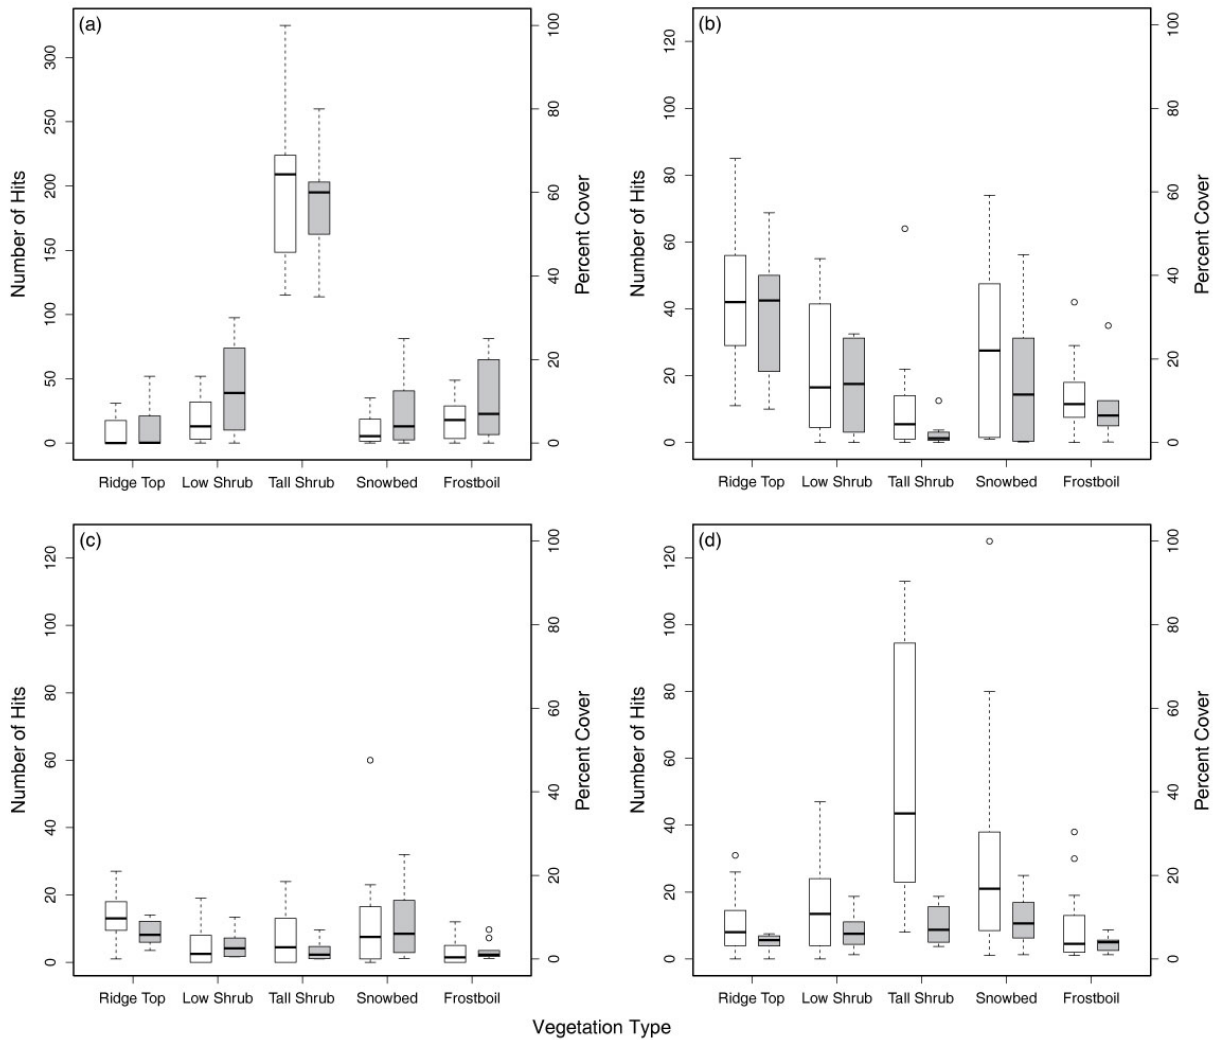 (a)
Number of Hits
0 50 100 150 200 250 300
Percent Cover
0 20 40 60 80 100
Ridge Top Low Shrub Tall Shrub Snowbed Frostboil
(b)
Number of Hits
0 20 40 60 80 100 120
Percent Cover
0 20 40 60 80 100
Ridge Top Low Shrub Tall Shrub Snowbed Frostboil
(c)
Number of Hits
0 20 40 60 80 100 120
Percent Cover
0 20 40 60 80 100
Ridge Top Low Shrub Tall Shrub Snowbed Frostboil
(d)
Number of Hits
0 20 40 60 80 100 120
Percent Cover
0 20 40 60 80 100
Ridge Top Low Shrub Tall Shrub Snowbed Frostboil
Vegetation Type